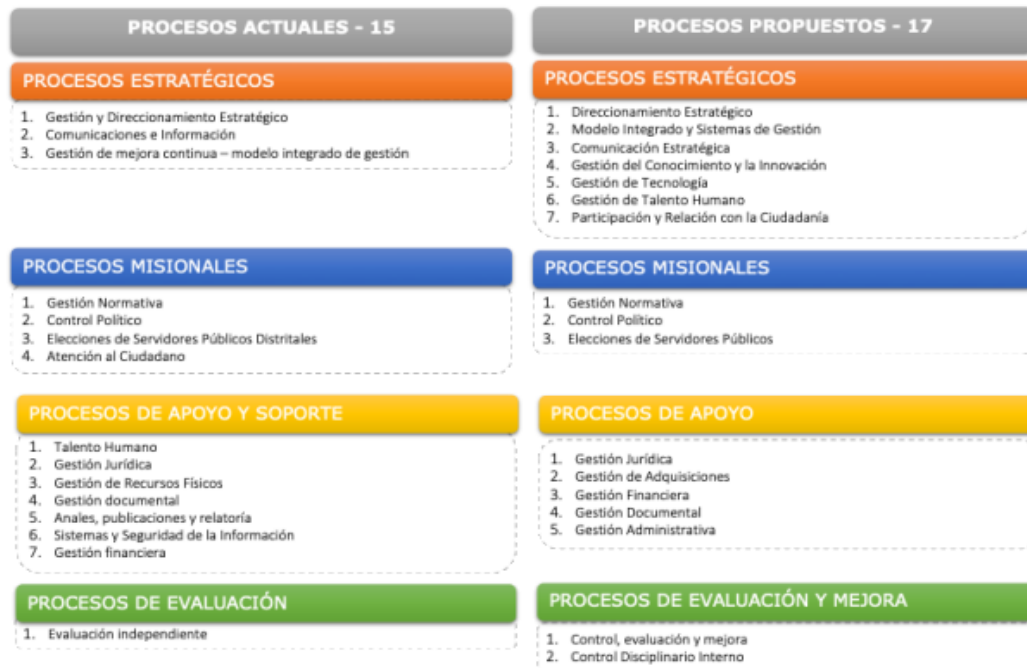 PROCESOS ACTUALES - 15
PROCESOS ESTRATÉGICOS
1. Gestión y Direccionamiento Estratégico
2. Comunicaciones e Información
3. Gestión de mejora continua – modelo integrado de gestión
PROCESOS MISIONALES
1. Gestión Normativa
2. Control Político
3. Elecciones de Servidores Públicos Distritales
4. Atención al Ciudadano
PROCESOS DE APOYO Y SOPORTE
1. Talento Humano
2. Gestión Jurídica
3. Gestión de Recursos Físicos
4. Gestión documental
5. Anales, publicaciones y relatoría
6. Sistemas y Seguridad de la Información
7. Gestión financiera
PROCESOS DE EVALUACIÓN
1. Evaluación independiente
PROCESOS PROPUESTOS - 17
PROCESOS ESTRATÉGICOS
1. Direccionamiento Estratégico
2. Modelo Integrado y Sistemas de Gestión
3. Comunicación Estratégica
4. Gestión del Conocimiento y la Innovación
5. Gestión de Tecnología
6. Gestión de Talento Humano
7. Participación y Relación con la Ciudadanía
PROCESOS MISIONALES
1. Gestión Normativa
2. Control Político
3. Elecciones de Servidores Públicos
PROCESOS DE APOYO
1. Gestión Jurídica
2. Gestión de Adquisiciones
3. Gestión Financiera
4. Gestión Documental
5. Gestión Administrativa
PROCESOS DE EVALUACIÓN Y MEJORA
1. Control, evaluación y mejora
2. Control Disciplinario Interno